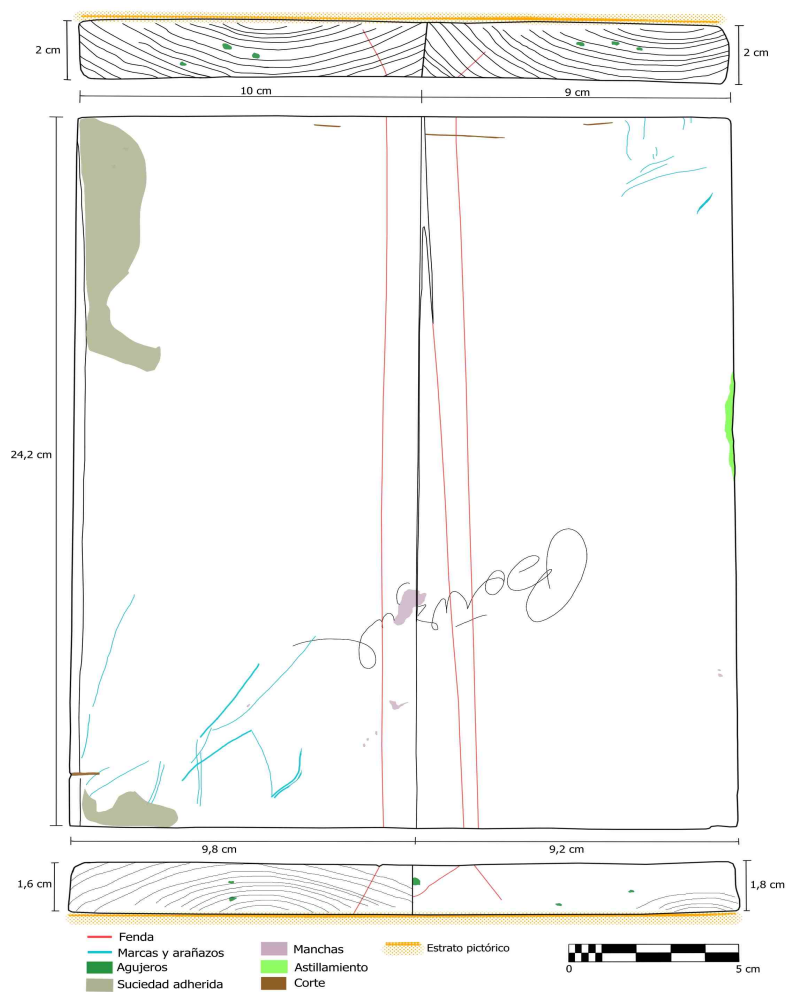 2 cm
2 cm
10 cm
9 cm
24,2 cm
9,8 cm
9,2 cm
1,6 cm
1,8 cm
Fenda
Marcas y arañazos
Agujeros
Suciedad adherida
Manchas
Astillamiento
Corte
Estrato pictórico
0
5 cm